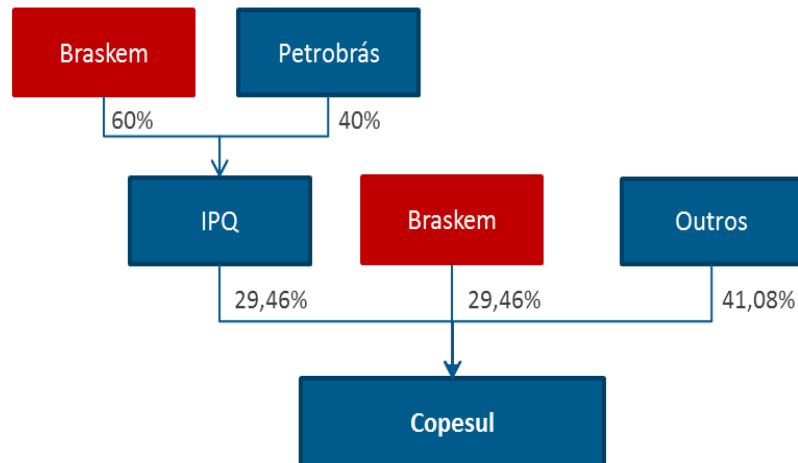 Braskem
Petrobrás
60%
40%
IPQ
Braskem
Outros
29,46%
29,46%
41,08%
Copesul